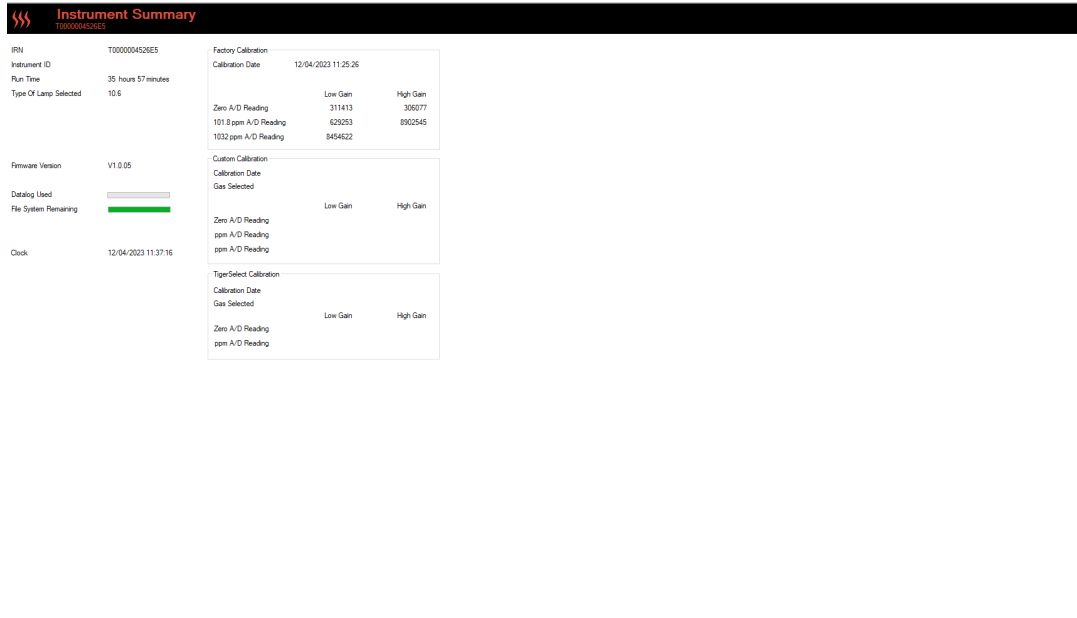 Instrument Summary
T0000004526E5
IRN T0000004526E5
Instrument ID
Run Time 35 hours 57 minutes
Type Of Lamp Selected 10.6
Firmware Version V1.0.05
Datalog Used
File System Remaining
Clock 12/04/2023 11:37:16
Factory Calibration
Calibration Date 12/04/2023 11:25:26
Low Gain High Gain
Zero A/D Reading 311413 306077
101.8 ppm A/D Reading 629253 8902545
1032 ppm A/D Reading 8454622
Custom Calibration
Calibration Date
Gas Selected
Low Gain High Gain
Zero A/D Reading
ppm A/D Reading
ppm A/D Reading
TigerSelect Calibration
Calibration Date
Gas Selected
Low Gain High Gain
Zero A/D Reading
ppm A/D Reading